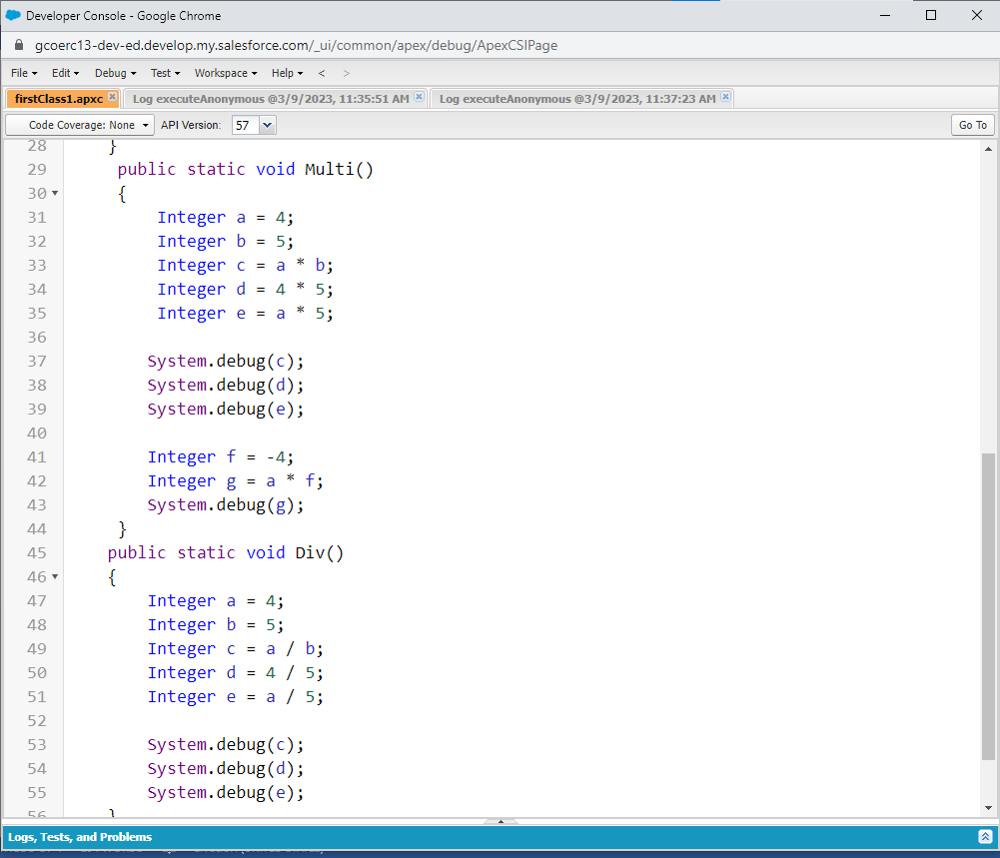 Developer Console - Google Chrome
gcoerc13-dev-ed.develop.my.salesforce.com/_ui/common/apex/debug/ApexCSIPage
File Edit Debug Test Workspace Help < >
firstClass1.apxc Log executeAnonymous @3/9/2023, 11:35:51 AM Log executeAnonymous @3/9/2023, 11:37:23 AM
Code Coverage: None API Version: 57 Go To
28 }
29 public static void Multi()
30 {
31 Integer a = 4;
32 Integer b = 5;
33 Integer c = a * b;
34 Integer d = 4 * 5;
35 Integer e = a * 5;
36
37 System.debug(c);
38 System.debug(d);
39 System.debug(e);
40
41 Integer f = -4;
42 Integer g = a * f;
43 System.debug(g);
44 }
45 public static void Div()
46 {
47 Integer a = 4;
48 Integer b = 5;
49 Integer c = a / b;
50 Integer d = 4 / 5;
51 Integer e = a / 5;
52
53 System.debug(c);
54 System.debug(d);
55 System.debug(e);
56 }
Logs, Tests, and Problems